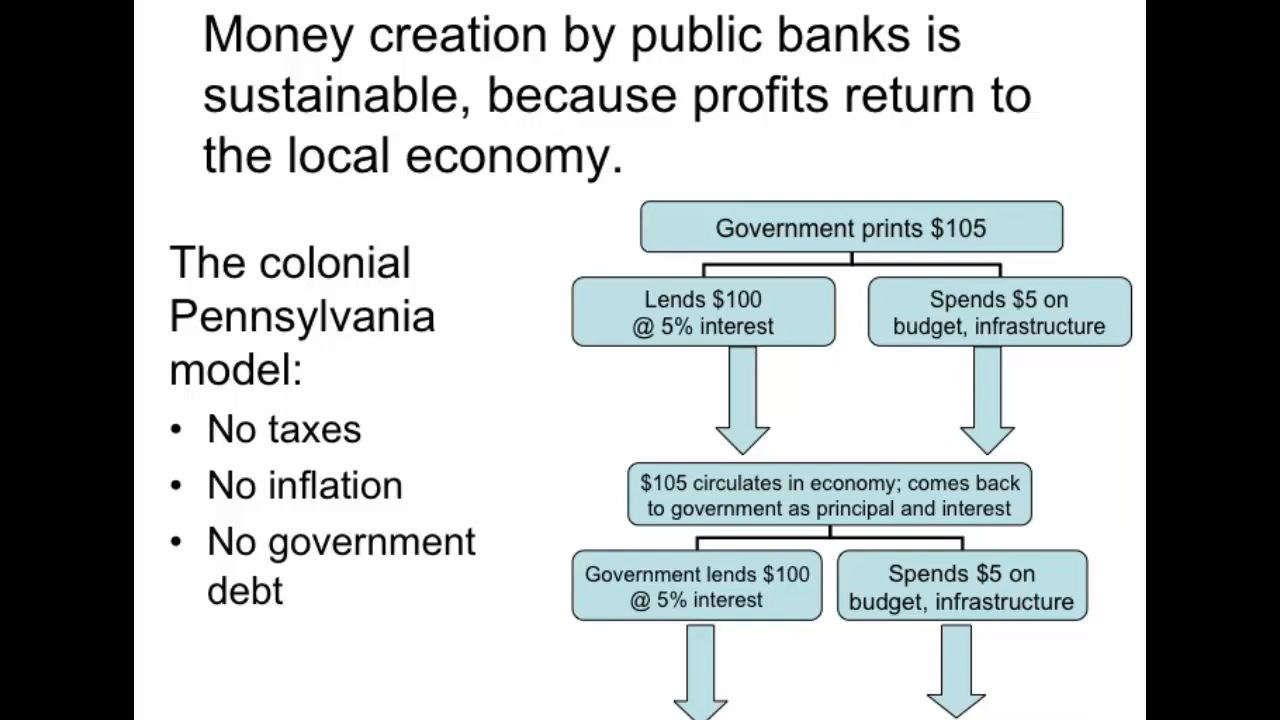 Money creation by public banks is
sustainable, because profits return to
the local economy.
The colonial
Pennsylvania
model:
• No taxes
• No inflation
• No government
debt
Government prints $105
Lends $100
@ 5% interest
Spends $5 on
budget, infrastructure
$105 circulates in economy; comes back
to government as principal and interest
Government lends $100
@ 5% interest
Spends $5 on
budget, infrastructure